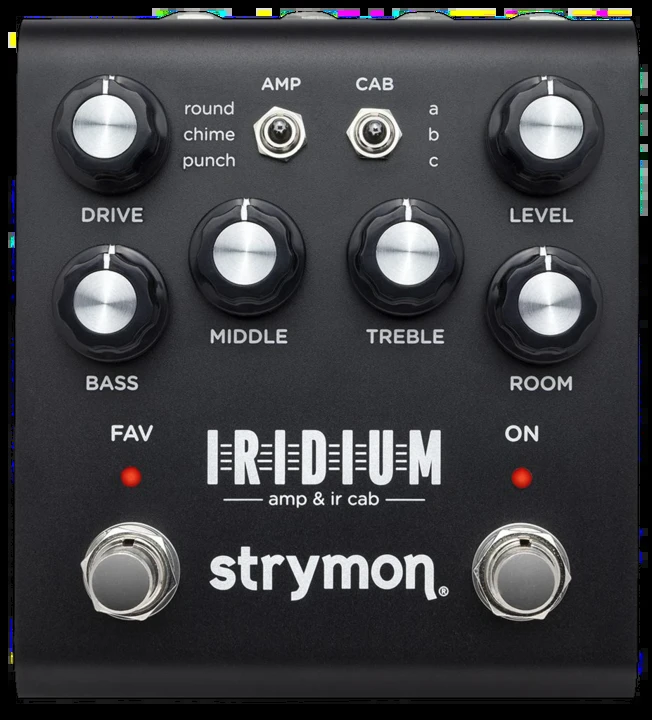 AMP CAB
round a
chime b
punch c
DRIVE LEVEL
MIDDLE TREBLE
BASS ROOM
FAV ON
IRIDIUM
amp & ir cab
strymon®